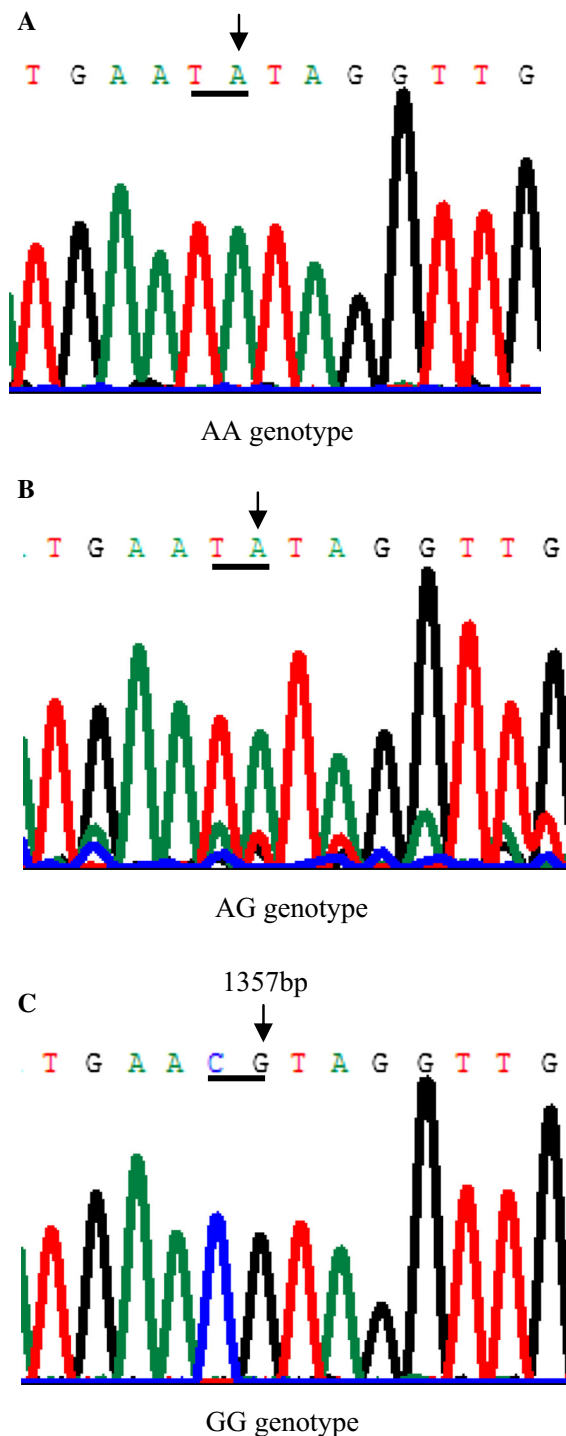 A
T G A A T A T A G G T T G
AA genotype
B
. T G A A T A T A G G T T G
AG genotype
1357bp
C
. T G A A C G T A G G T T G
GG genotype